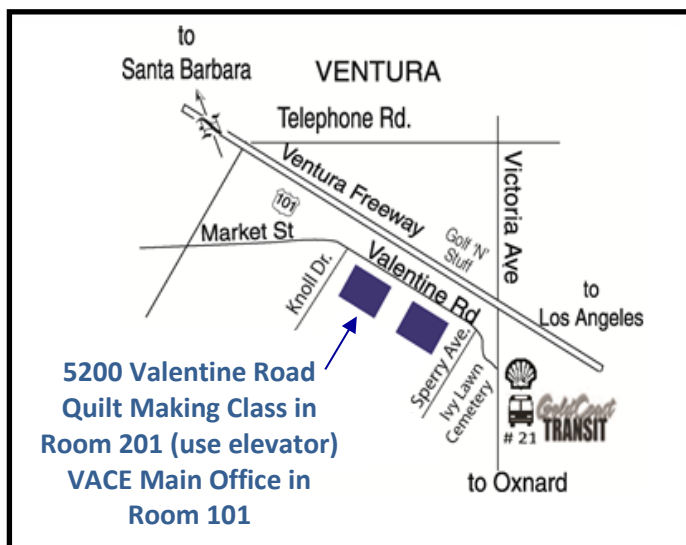 to
Santa Barbara
VENTURA
Telephone Rd.
Ventura Freeway
Victoria Ave
101
Market St
Golf 'N'
Stuff
Valentine Rd
Knoll Dr.
to
Los Angeles
Sperry Ave.
Ivy Lawn
Cemetery
5200 Valentine Road
Quilt Making Class in
Room 201 (use elevator)
VACE Main Office in
Room 101
GoldCoast
TRANSIT
# 21
to Oxnard